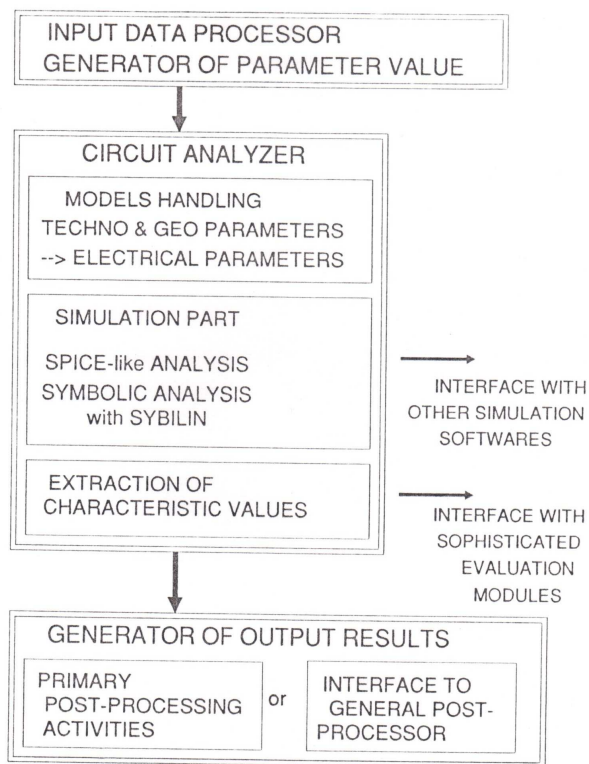 INPUT DATA PROCESSOR
GENERATOR OF PARAMETER VALUE
CIRCUIT ANALYZER
MODELS HANDLING
TECHNO & GEO PARAMETERS
--> ELECTRICAL PARAMETERS
SIMULATION PART
SPICE-like ANALYSIS
SYMBOLIC ANALYSIS
with SYBILIN
INTERFACE WITH
OTHER SIMULATION
SOFTWARES
EXTRACTION OF
CHARACTERISTIC VALUES
INTERFACE WITH
SOPHISTICATED
EVALUATION
MODULES
GENERATOR OF OUTPUT RESULTS
PRIMARY
POST-PROCESSING
ACTIVITIES
or
INTERFACE TO
GENERAL POST-
PROCESSOR